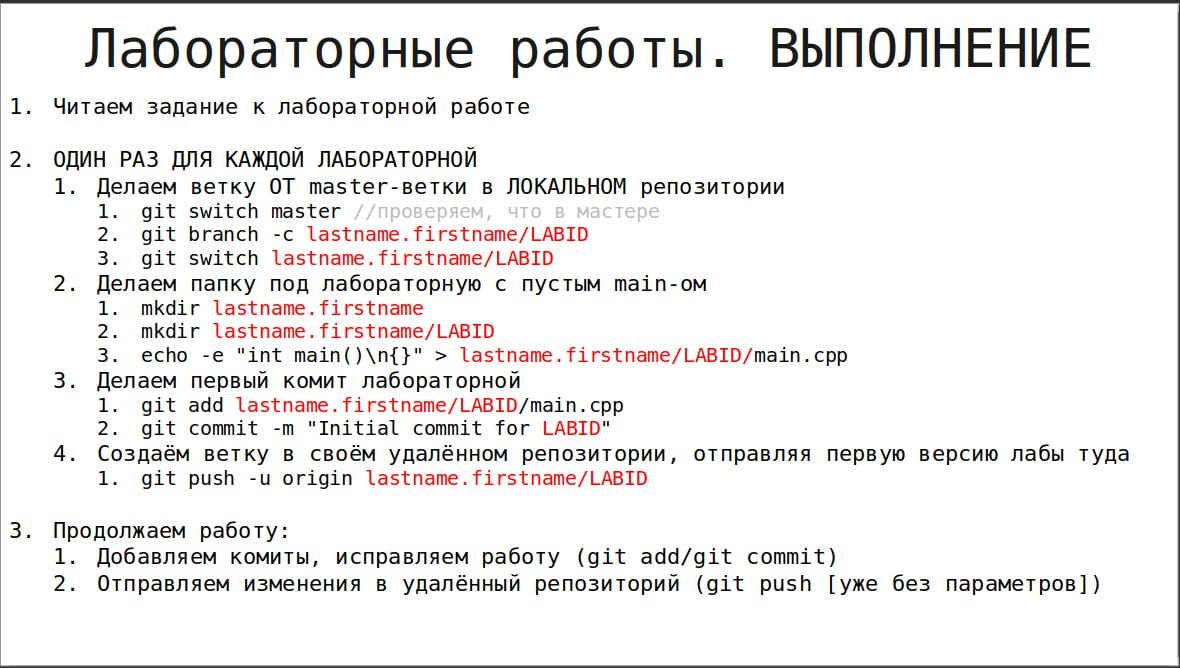 Лабораторные работы. ВЫПОЛНЕНИЕ
1. Читаем задание к лабораторной работе
2. ОДИН РАЗ ДЛЯ КАЖДОЙ ЛАБОРАТОРНОЙ
1. Делаем ветку ОТ master-ветки в ЛОКАЛЬНОМ репозитории
1. git switch master //проверяем, что в мастере
2. git branch -c lastname.firstname/LABID
3. git switch lastname.firstname/LABID
2. Делаем папку под лабораторную с пустым main-ом
1. mkdir lastname.firstname
2. mkdir lastname.firstname/LABID
3. echo -e "int main()\n{}" > lastname.firstname/LABID/main.cpp
3. Делаем первый комит лабораторной
1. git add lastname.firstname/LABID/main.cpp
2. git commit -m "Initial commit for LABID"
4. Создаём ветку в своём удалённом репозитории, отправляя первую версию лабы туда
1. git push -u origin lastname.firstname/LABID
3. Продолжаем работу:
1. Добавляем комиты, исправляем работу (git add/git commit)
2. Отправляем изменения в удалённый репозиторий (git push [уже без параметров])